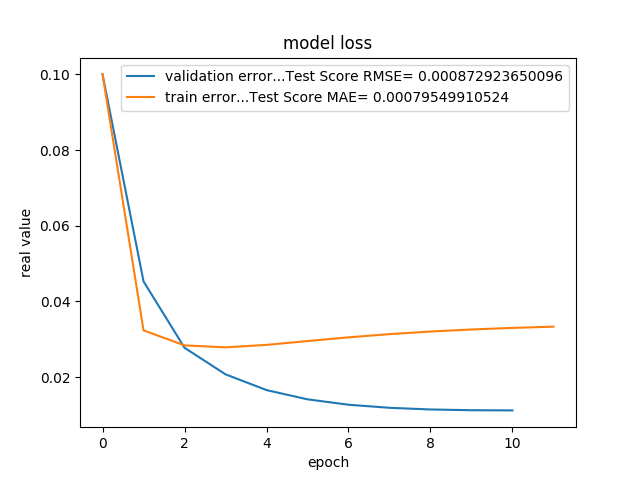 model loss
validation error...Test Score RMSE= 0.000872923650096
train error...Test Score MAE= 0.00079549910524
0.10
0.08
0.06
0.04
0.02
real value
0 2 4 6 8 10
epoch